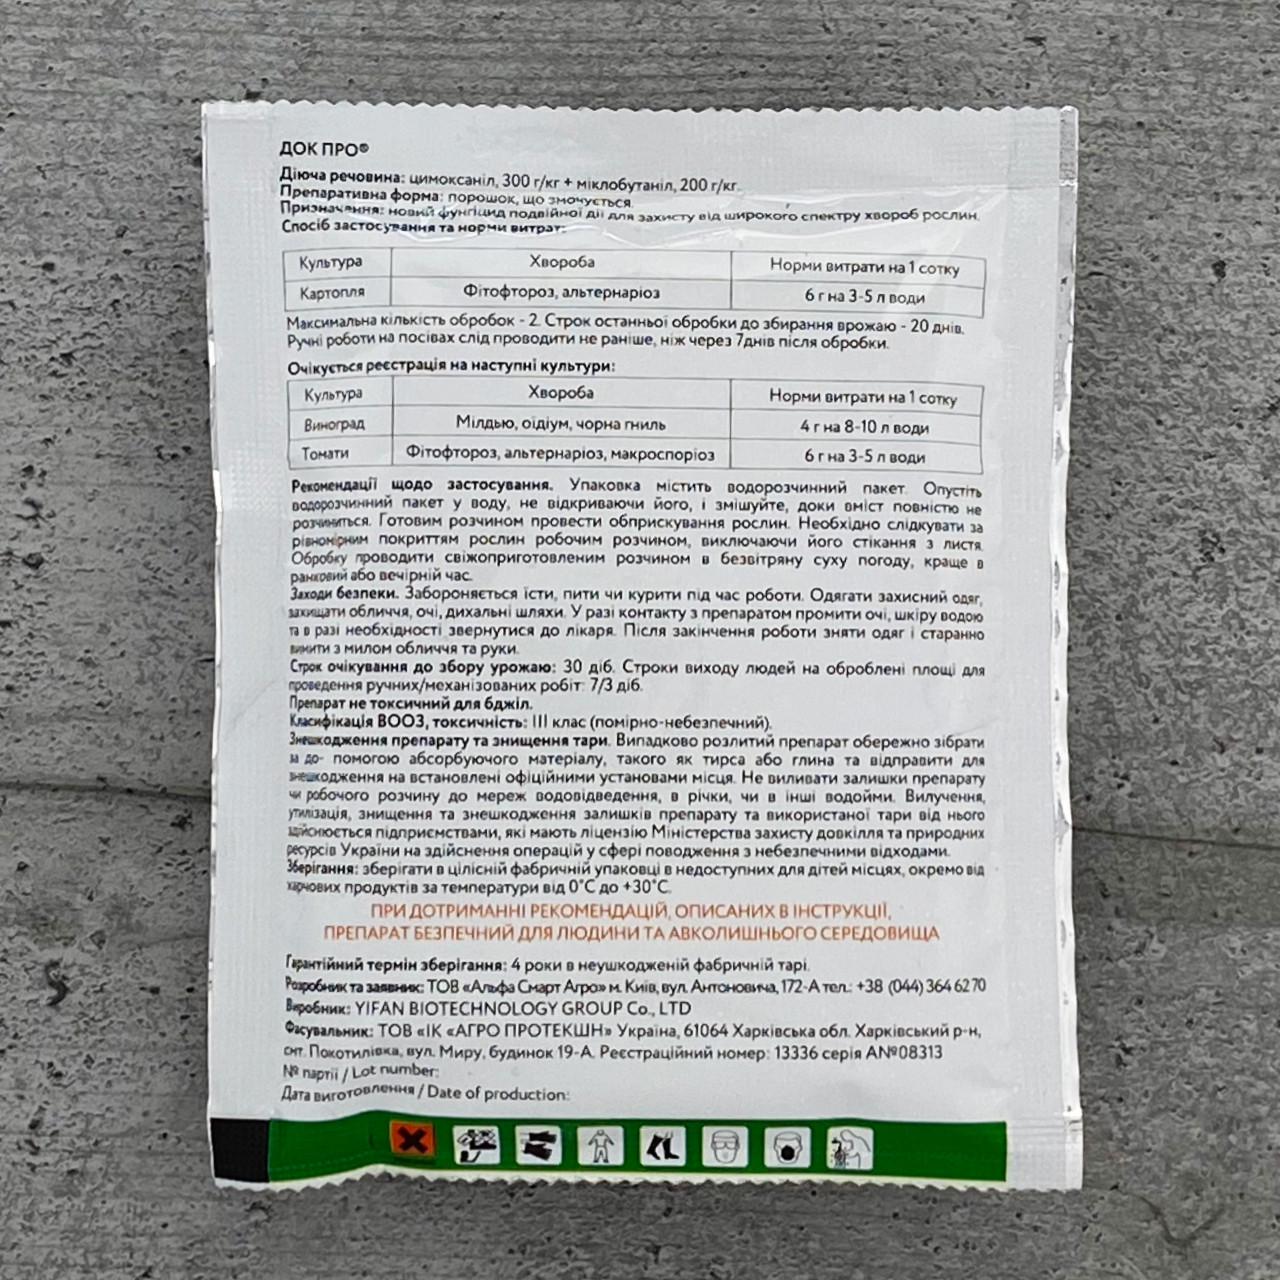 ДОК ПРО®
Діюча речовина: цимоксаніл, 300 г/кг + міклобутаніл, 200 г/кг.
Препаративна форма: порошок, що змочується.
Призначення: новий фунгіцид подвійної дії для захисту від широкого спектру хвороб рослин.
Спосіб застосування та норми витрат:
Культура Хвороба Норми витрати на 1 сотку
Картопля Фітофтороз, альтернаріоз 6 г на 3-5 л води
Максимальна кількість обробок - 2. Строк останньої обробки до збирання врожаю - 20 днів.
Ручні роботи на посівах слід проводити не раніше, ніж через 7днів після обробки.
Очікується реєстрація на наступні культури:
Культура Хвороба Норми витрати на 1 сотку
Виноград Мілдью, оїдіум, чорна гниль 4 г на 8-10 л води
Томати Фітофтороз, альтернаріоз, макроспоріоз 6 г на 3-5 л води
Рекомендації щодо застосування. Упаковка містить водорозчинний пакет. Опустіть
водорозчинний пакет у воду, не відкриваючи його, і змішуйте, доки вміст повністю не
розчиниться. Готовим розчином провести обприскування рослин. Необхідно слідкувати за
рівномірним покриттям рослин робочим розчином, виключаючи його стікання з листя.
Обробку проводити свіжоприготовленим розчином в безвітряну суху погоду, краще в
ранковий або вечірній час.
Заходи безпеки. Забороняється їсти, пити чи курити під час роботи. Одягати захисний одяг,
захищати обличчя, очі, дихальні шляхи. У разі контакту з препаратом промити очі, шкіру водою
та в разі необхідності звернутися до лікаря. Після закінчення роботи зняти одяг і старанно
вимити з милом обличчя та руки.
Строк очікування до збору урожаю: 30 діб. Строки виходу людей на оброблені площі для
проведення ручних/механізованих робіт: 7/3 діб.
Препарат не токсичний для бджіл.
Класифікація ВООЗ, токсичність: III клас (помірно-небезпечний).
Знешкодження препарату та знищення тари. Випадково розлитий препарат обережно зібрати
за до- помогою абсорбуючого матеріалу, такого як тирса або глина та відправити для
знешкодження на встановлені офіційними установами місця. Не виливати залишки препарату
чи робочого розчину до мереж водовідведення, в річки, чи в інші водойми. Вилучення,
утилізація, знищення та знешкодження залишків препарату та використаної тари від нього
здійснюється підприємствами, які мають ліцензію Міністерства захисту довкілля та природних
ресурсів України на здійснення операцій у сфері поводження з небезпечними відходами.
Зберігання: зберігати в цілісній фабричній упаковці в недоступних для дітей місцях, окремо від
харчових продуктів за температури від 0°С до +30°С.
ПРИ ДОТРИМАННІ РЕКОМЕНДАЦІЙ, ОПИСАНИХ В ІНСТРУКЦІЇ,
ПРЕПАРАТ БЕЗПЕЧНИЙ ДЛЯ ЛЮДИНИ ТА АВКОЛИШНЬОГО СЕРЕДОВИЩА
Гарантійний термін зберігання: 4 роки в неушкодженій фабричній тарі.
Розробник та заявник: ТОВ «Альфа Смарт Агро» м. Київ, вул. Антоновича, 172-А тел.: +38 (044) 364 62 70
Виробник: YIFAN BIOTECHNOLOGY GROUP Co., LTD
Фасувальник: ТОВ «ІК «АГРО ПРОТЕКШН» Україна, 61064 Харківська обл. Харківський р-н,
смт. Покотилівка, вул. Миру, будинок 19-А. Реєстраційний номер: 13336 серія АN№08313
№ партії / Lot number:
Дата виготовлення / Date of production: